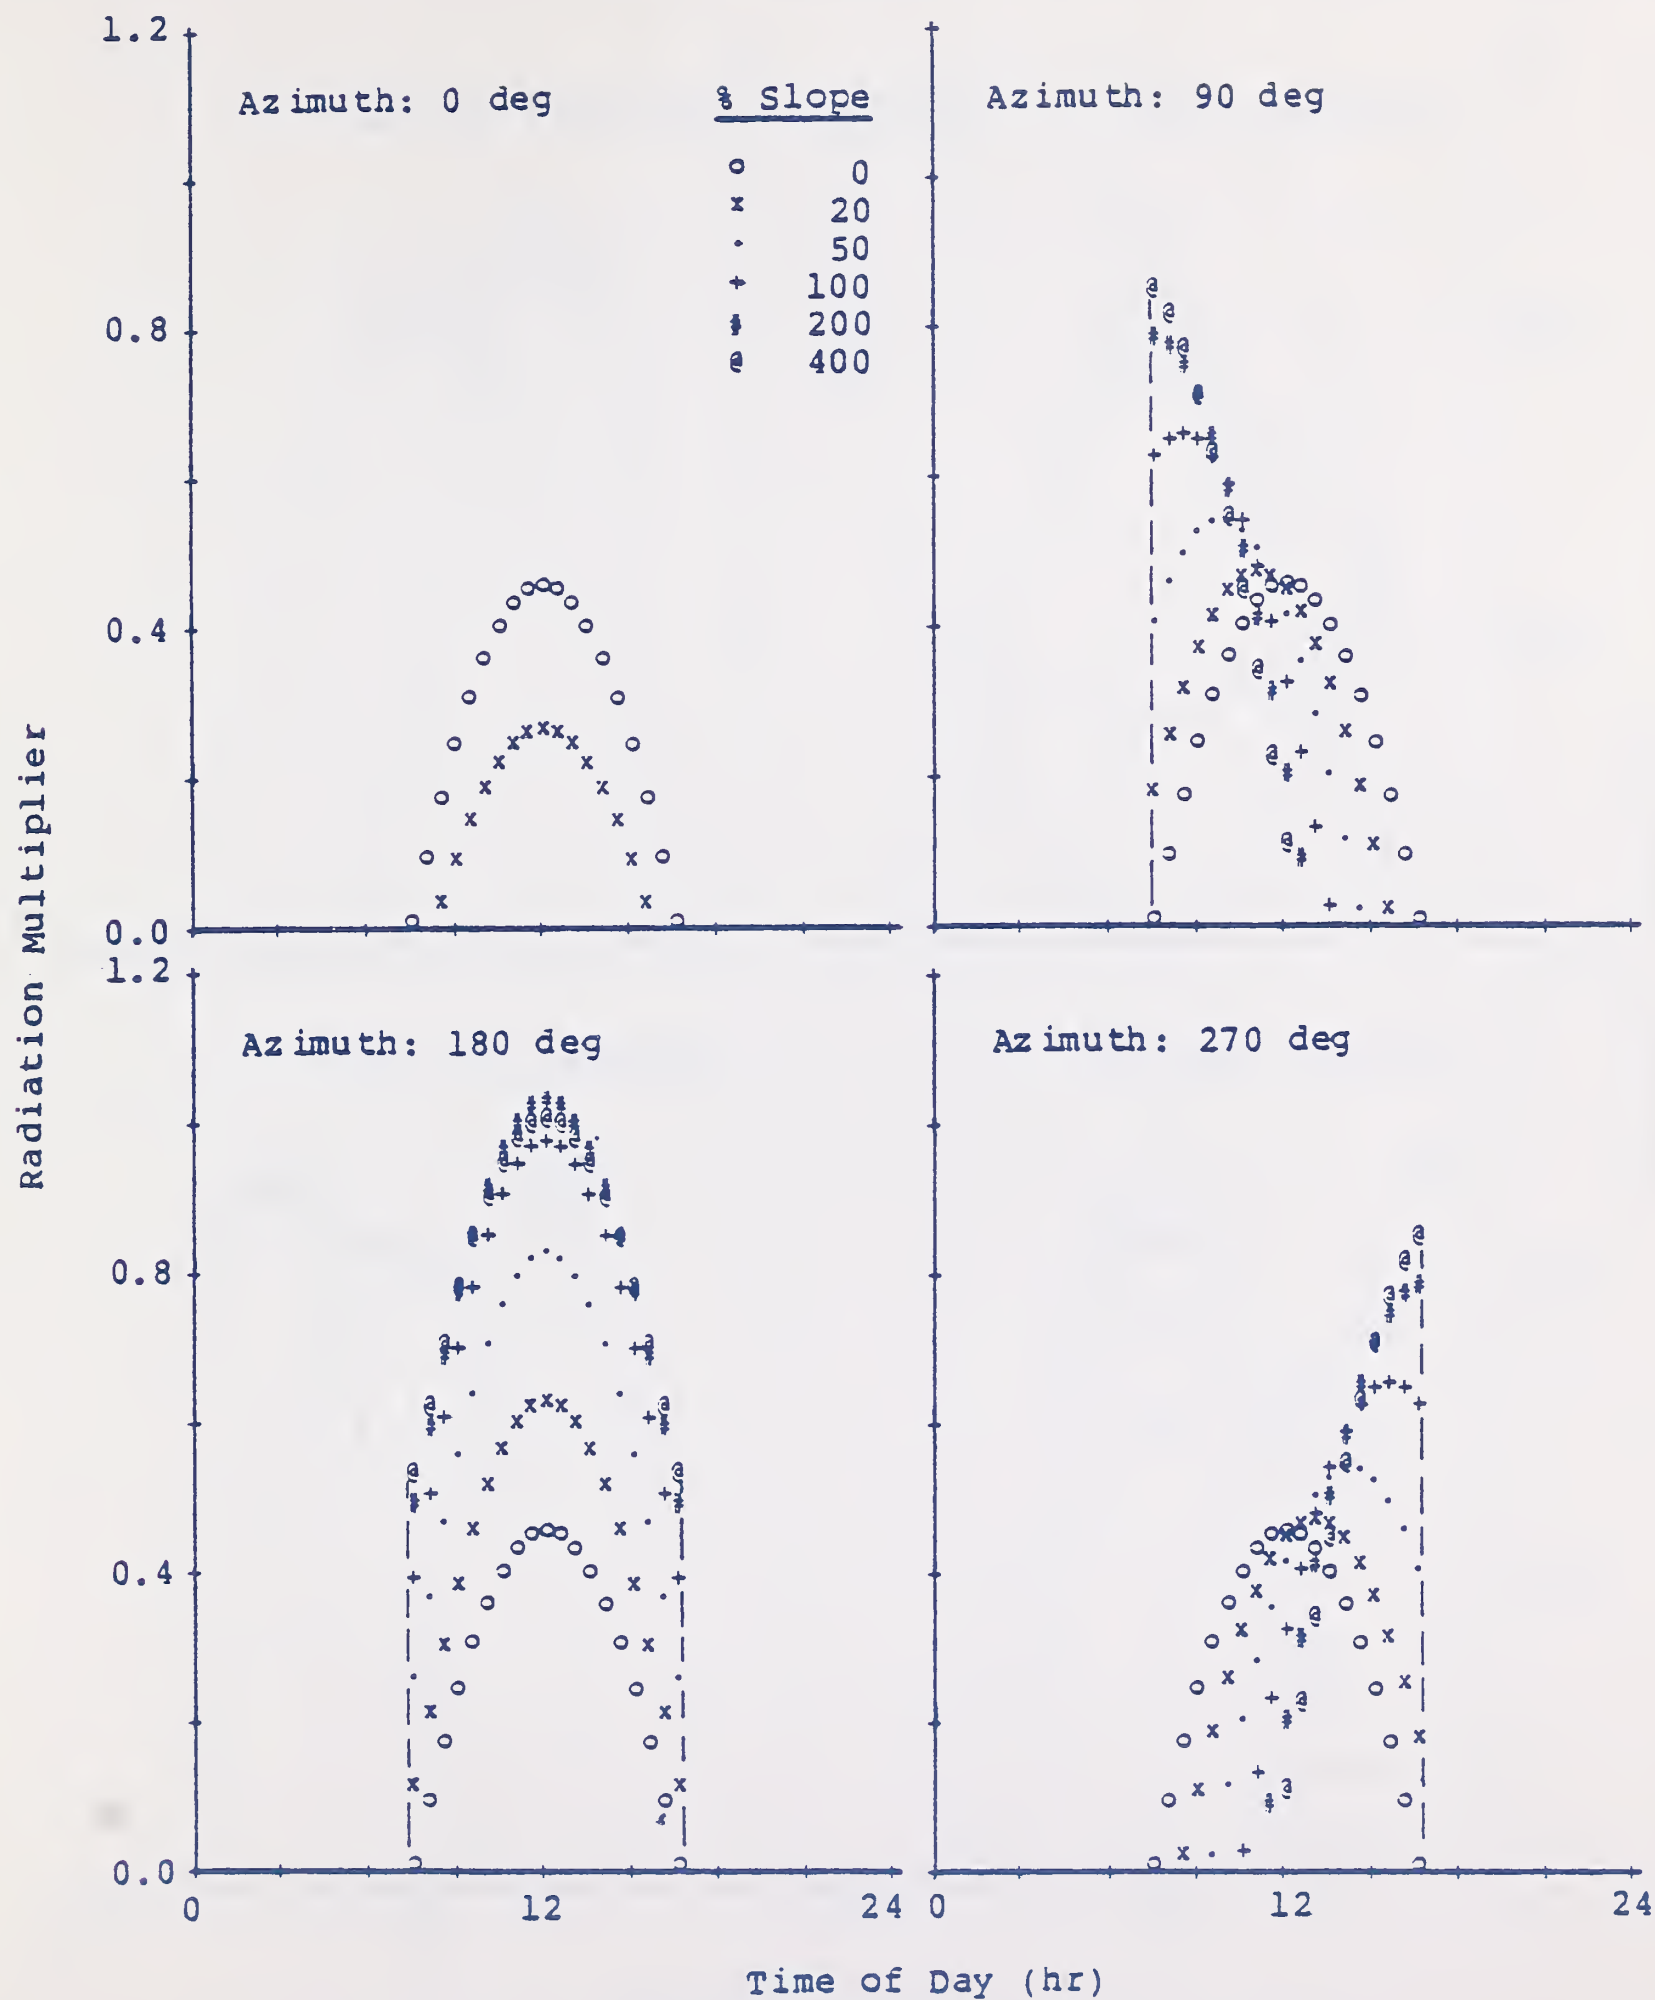 1.2
Azimuth: 0 deg
% Slope
o 0
x 20
. 50
+ 100
# 200
@ 400
0.8
0.4
0.0
Azimuth: 90 deg
Radiation Multiplier
1.2
Azimuth: 180 deg
0.8
0.4
0.0
0 12 24
Azimuth: 270 deg
0 12 24
Time of Day (hr)